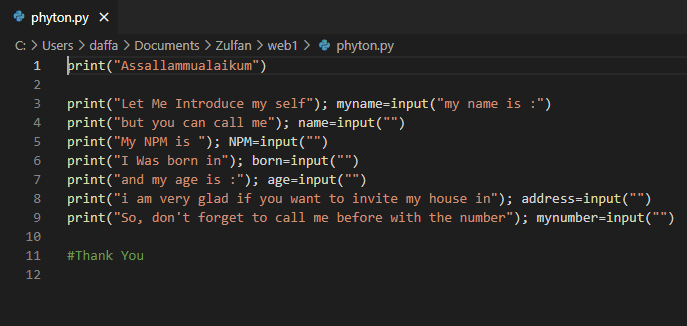 phyton.py ×
C: > Users > daffa > Documents > Zulfan > web1 > phyton.py
1 print("Assallammualaikum")
2
3 print("Let Me Introduce my self"); myname=input("my name is :")
4 print("but you can call me"); name=input("")
5 print("My NPM is "); NPM=input("")
6 print("I Was born in"); born=input("")
7 print("and my age is :"); age=input("")
8 print("i am very glad if you want to invite my house in"); address=input("")
9 print("So, don't forget to call me before with the number"); mynumber=input("")
10
11 #Thank You
12